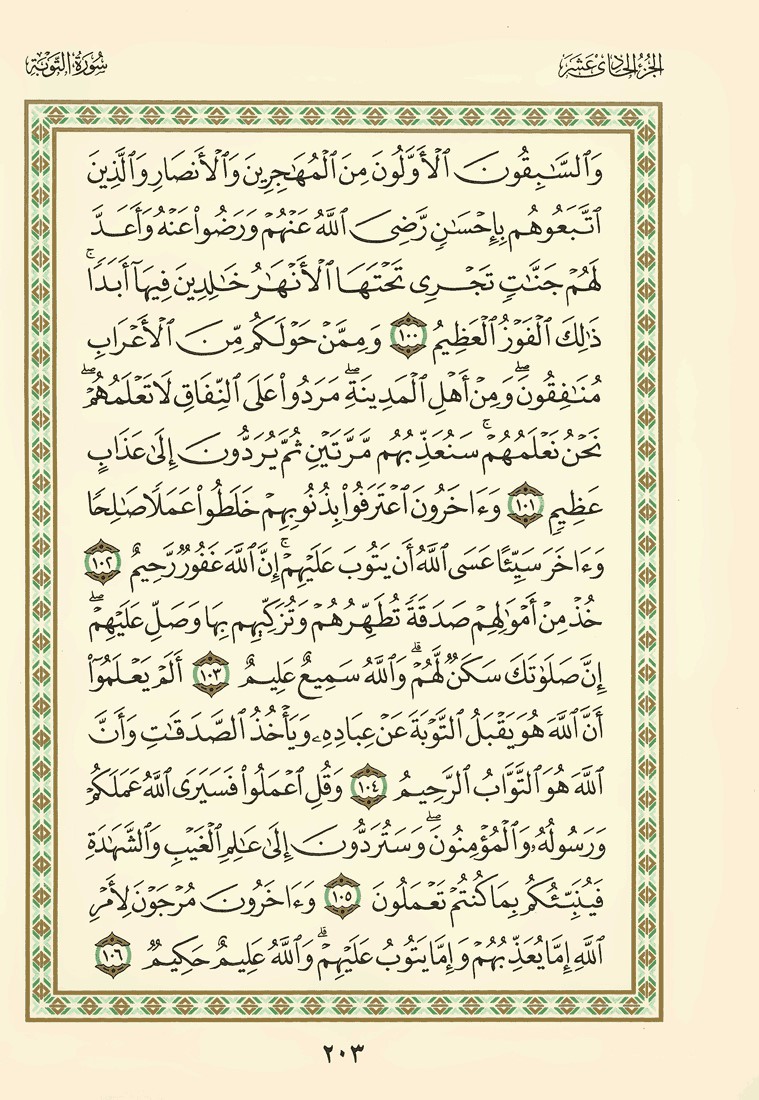 الجزء الحادي عشر
سورة التوبة
وَٱلسَّٰبِقُونَ ٱلْأَوَّلُونَ مِنَ ٱلْمُهَٰجِرِينَ وَٱلْأَنصَارِ وَٱلَّذِينَ
ٱتَّبَعُوهُم بِإِحْسَٰنٍ رَّضِىَ ٱللَّهُ عَنْهُمْ وَرَضُوا۟ عَنْهُ وَأَعَدَّ
لَهُمْ جَنَّٰتٍ تَجْرِى تَحْتَهَا ٱلْأَنْهَٰرُ خَٰلِدِينَ فِيهَآ أَبَدًا ۚ
ذَٰلِكَ ٱلْفَوْزُ ٱلْعَظِيمُ ١٠٠ وَمِمَّنْ حَوْلَكُم مِّنَ ٱلْأَعْرَابِ
مُنَٰفِقُونَ ۖ وَمِنْ أَهْلِ ٱلْمَدِينَةِ ۖ مَرَدُوا۟ عَلَى ٱلنِّفَاقِ لَا تَعْلَمُهُمْ ۖ
نَحْنُ نَعْلَمُهُمْ ۚ سَنُعَذِّبُهُم مَّرَّتَيْنِ ثُمَّ يُرَدُّونَ إِلَىٰ عَذَابٍ
عَظِيمٍ ١٠١ وَءَاخَرُونَ ٱعْتَرَفُوا۟ بِذُنُوبِهِمْ خَلَطُوا۟ عَمَلًا صَٰلِحًا
وَءَاخَرَ سَيِّئًا عَسَى ٱللَّهُ أَن يَتُوبَ عَلَيْهِمْ ۚ إِنَّ ٱللَّهَ غَفُورٌ رَّحِيمٌ ١٠٢
خُذْ مِنْ أَمْوَٰلِهِمْ صَدَقَةً تُطَهِّرُهُمْ وَتُزَكِّيهِم بِهَا وَصَلِّ عَلَيْهِمْ ۖ
إِنَّ صَلَوٰتَكَ سَكَنٌ لَّهُمْ ۗ وَٱللَّهُ سَمِيعٌ عَلِيمٌ ١٠٣ أَلَمْ يَعْلَمُوٓا۟
أَنَّ ٱللَّهَ هُوَ يَقْبَلُ ٱلتَّوْبَةَ عَنْ عِبَادِهِۦ وَيَأْخُذُ ٱلصَّدَقَٰتِ وَأَنَّ
ٱللَّهَ هُوَ ٱلتَّوَّابُ ٱلرَّحِيمُ ١٠٤ وَقُلِ ٱعْمَلُوا۟ فَسَيَرَى ٱللَّهُ عَمَلَكُمْ
وَرَسُولُهُۥ وَٱلْمُؤْمِنُونَ ۖ وَسَتُرَدُّونَ إِلَىٰ عَٰلِمِ ٱلْغَيْبِ وَٱلشَّهَٰدَةِ
فَيُنَبِّئُكُم بِمَا كُنتُمْ تَعْمَلُونَ ١٠٥ وَءَاخَرُونَ مُرْجَوْنَ لِأَمْرِ
ٱللَّهِ إِمَّا يُعَذِّبُهُمْ وَإِمَّا يَتُوبُ عَلَيْهِمْ ۗ وَٱللَّهُ عَلِيمٌ حَكِيمٌ ١٠٦
٢٠٣